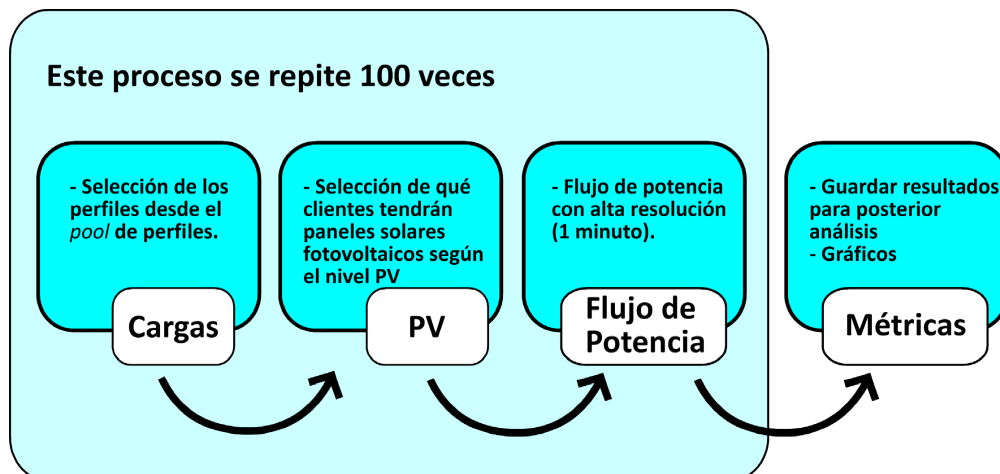 Este proceso se repite 100 veces
- Selección de los
perfiles desde el
pool de perfiles.
Cargas
- Selección de qué
clientes tendrán
paneles solares
fotovoltaicos según
el nivel PV
PV
- Flujo de potencia
con alta resolución
(1 minuto).
Flujo de
Potencia
- Guardar resultados
para posterior
análisis
- Gráficos
Métricas